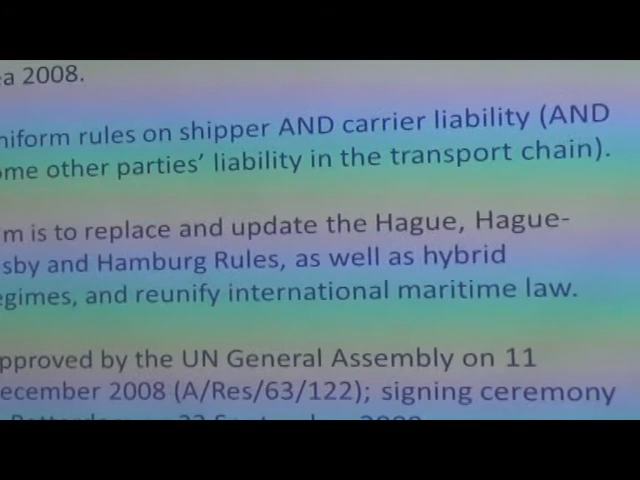 ea 2008.
niform rules on shipper AND carrier liability (AND
ome other parties' liability in the transport chain).
m is to replace and update the Hague, Hague-
sby and Hamburg Rules, as well as hybrid
egimes, and reunify international maritime law.
pproved by the UN General Assembly on 11
ecember 2008 (A/Res/63/122); signing ceremony